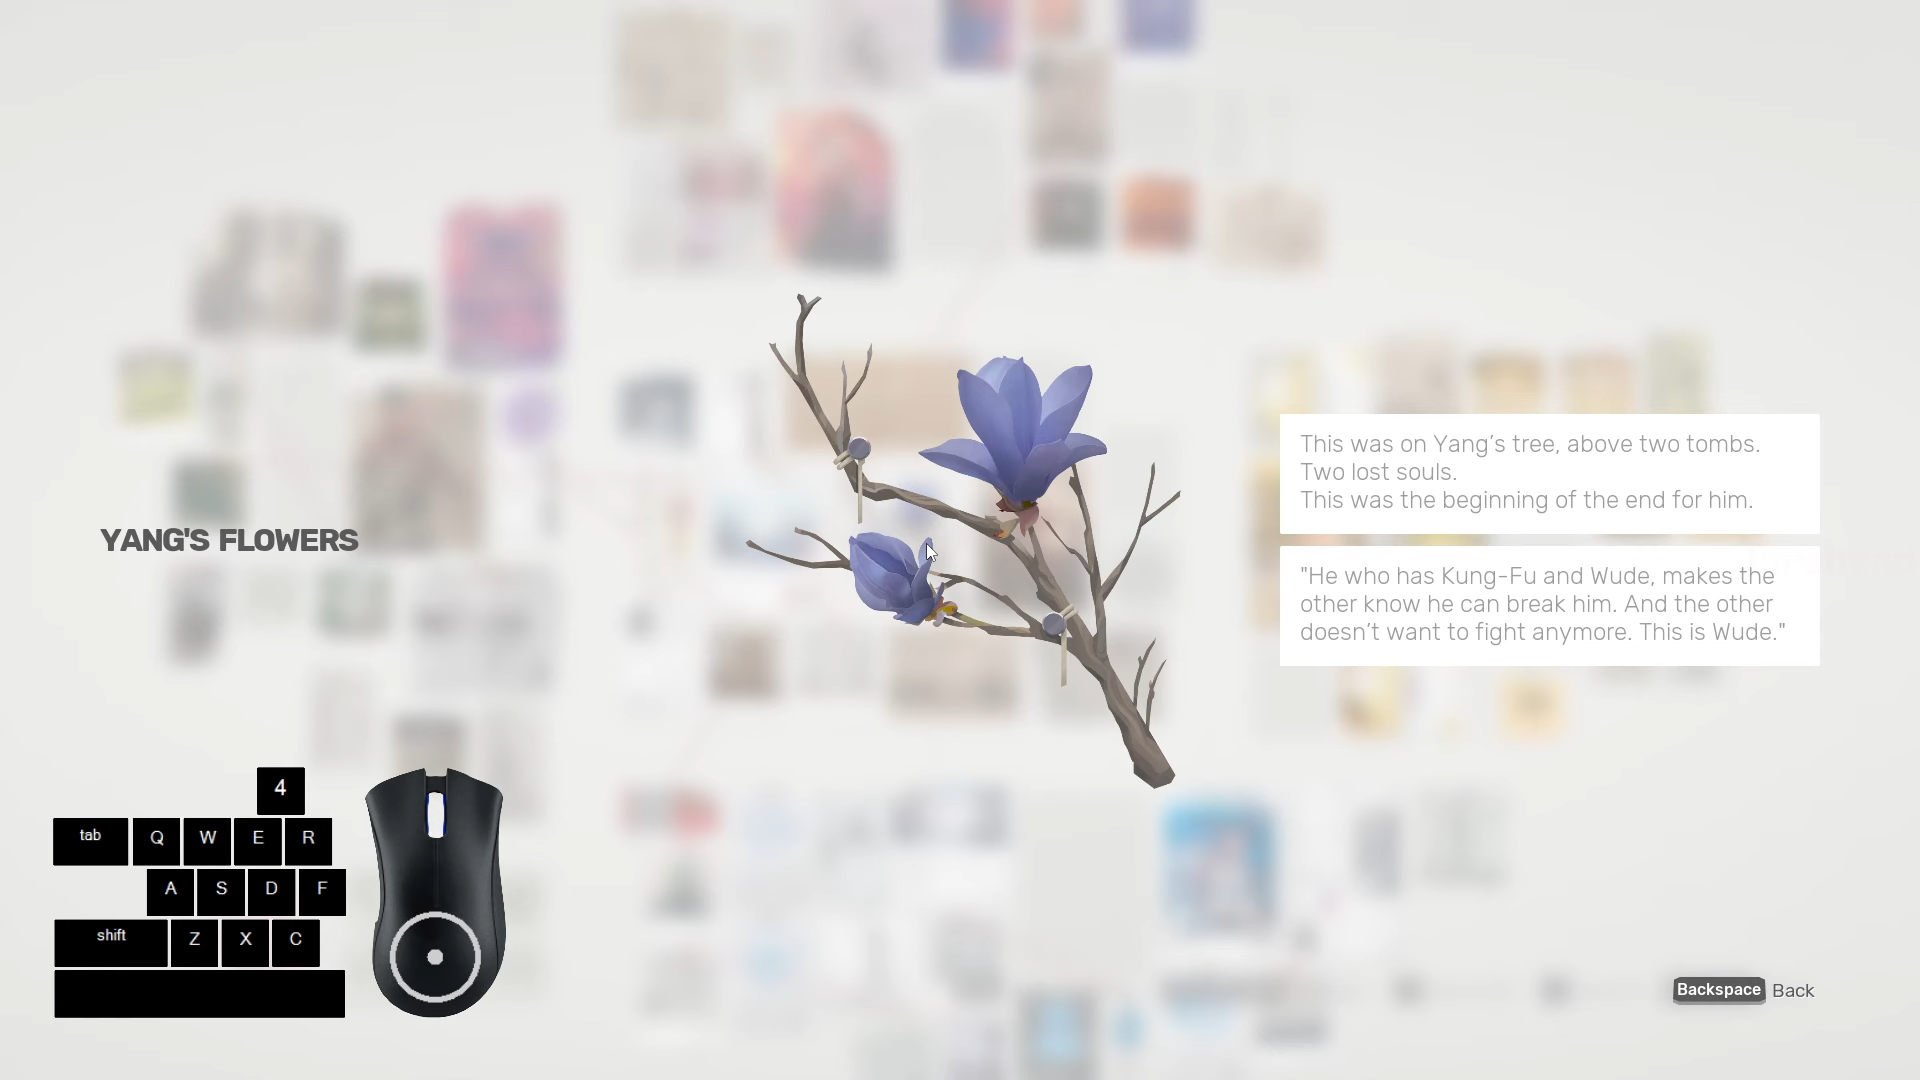 YANG'S FLOWERS
This was on Yang's tree, above two tombs.
Two lost souls.
This was the beginning of the end for him.
"He who has Kung-Fu and Wude, makes the
other know he can break him. And the other
doesn't want to fight anymore. This is Wude."
4
tab Q W E R
A S D F
shift Z X C
Backspace Back